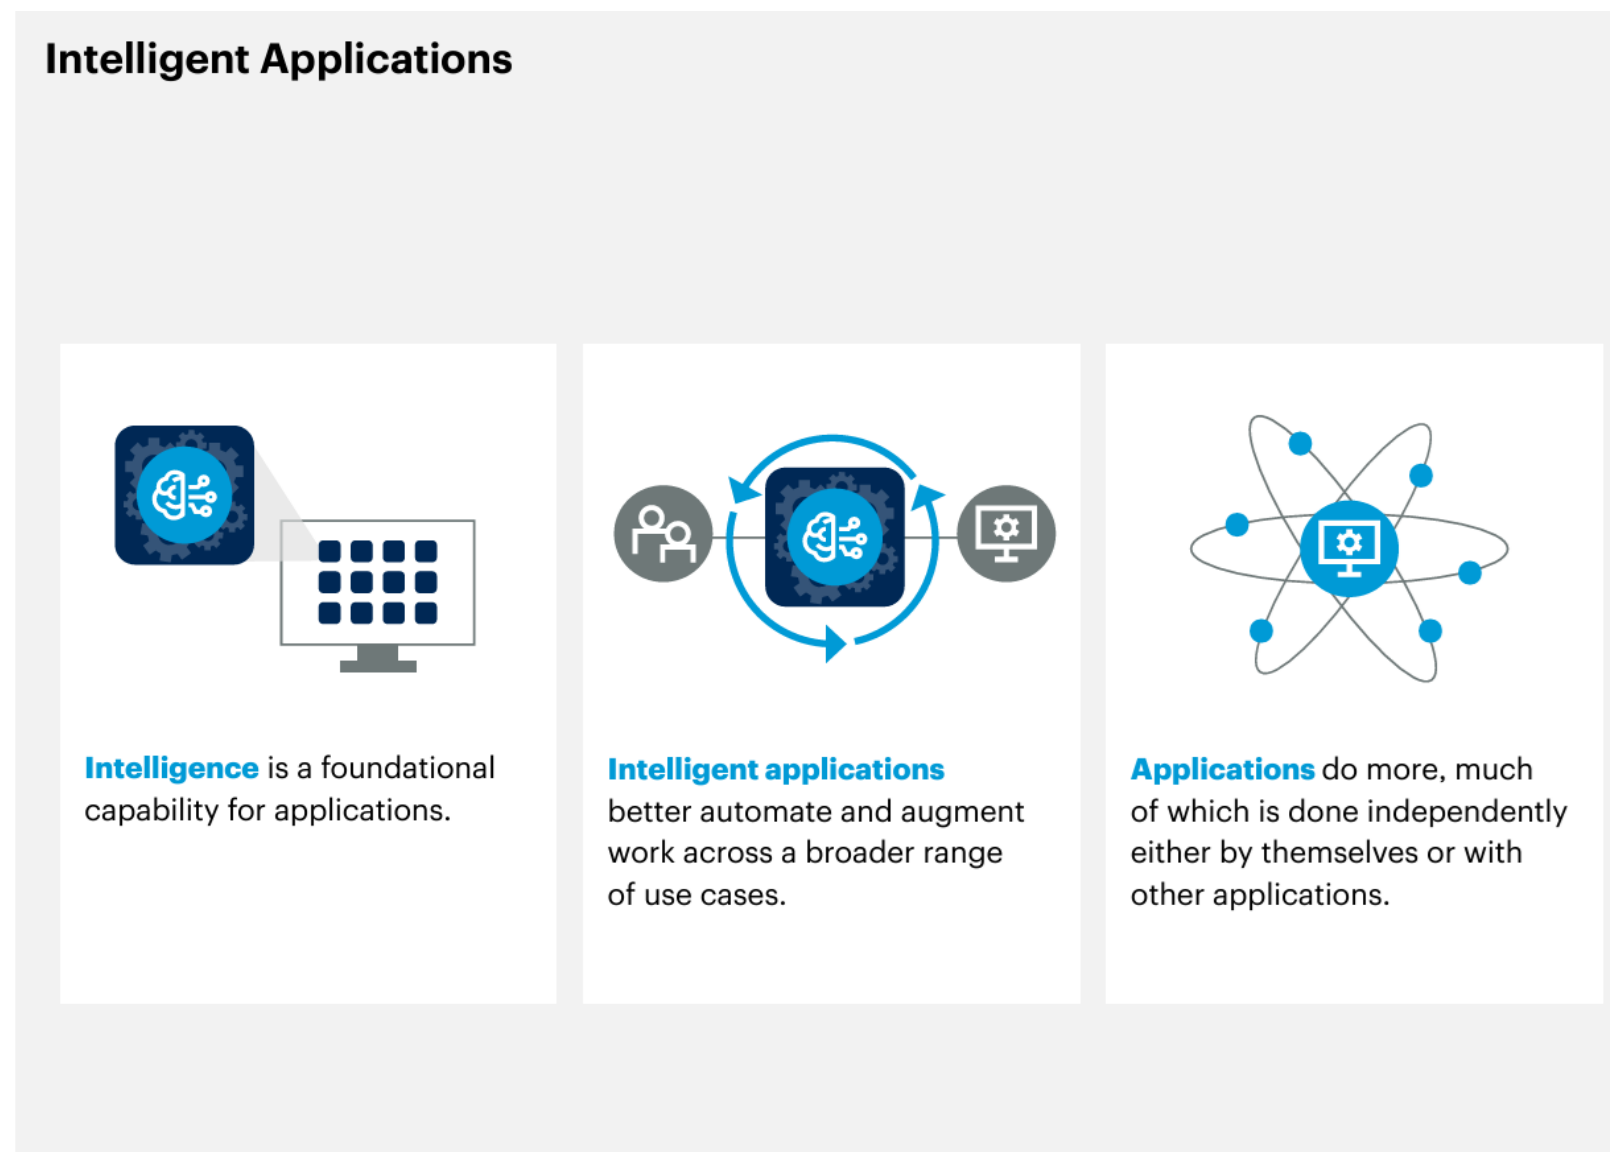 Intelligent Applications
Intelligence is a foundational
capability for applications.
Intelligent applications
better automate and augment
work across a broader range
of use cases.
Applications do more, much
of which is done independently
either by themselves or with
other applications.